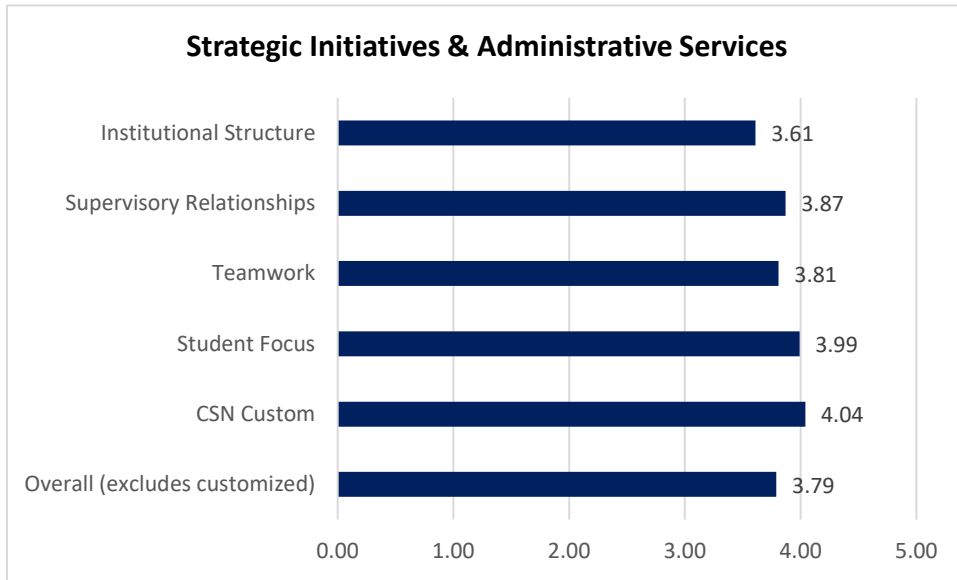 Strategic Initiatives & Administrative Services
Institutional Structure 3.61
Supervisory Relationships 3.87
Teamwork 3.81
Student Focus 3.99
CSN Custom 4.04
Overall (excludes customized) 3.79
0.00 1.00 2.00 3.00 4.00 5.00